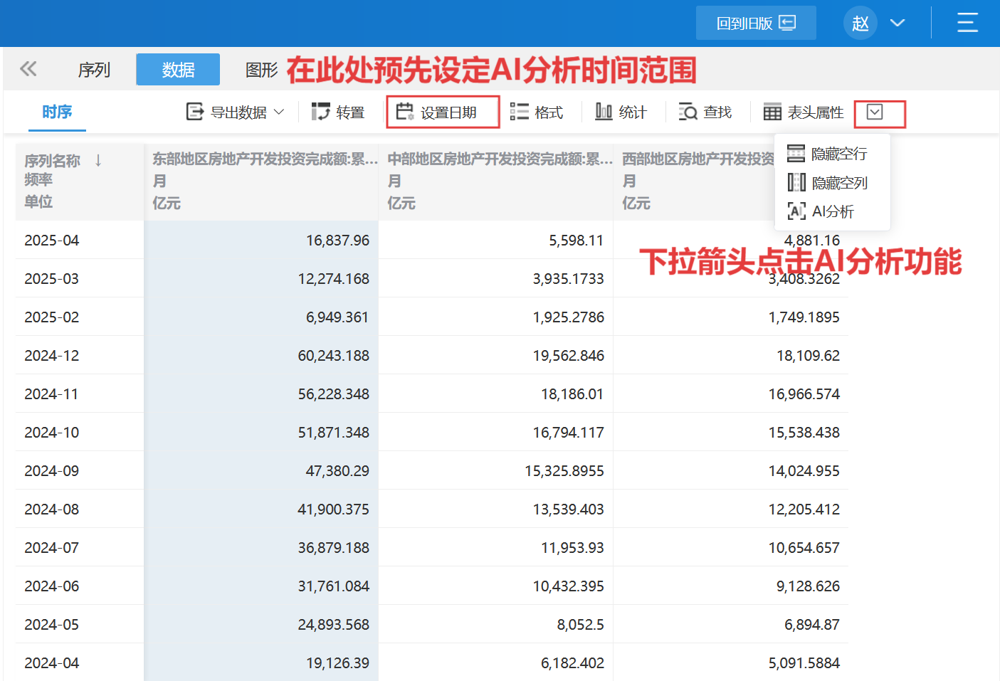 回到旧版
赵
序列 数据 图形 在此处预先设定AI分析时间范围
时序 导出数据 转置 设置日期 格式 统计 查找 表头属性
隐藏空行
隐藏空列
AI分析
序列名称 ↓ 东部地区房地产开发投资完成额:累... 中部地区房地产开发投资完成额:累... 西部地区房地产开发投资
频率 月 月 月
单位 亿元 亿元 亿元
2025-04 16,837.96 5,598.11 4,881.16
下拉箭头点击AI分析功能
2025-03 12,274.168 3,935.1733 3,408.3262
2025-02 6,949.361 1,925.2786 1,749.1895
2024-12 60,243.188 19,562.846 18,109.62
2024-11 56,228.348 18,186.01 16,966.574
2024-10 51,871.348 16,794.117 15,538.438
2024-09 47,380.29 15,325.8955 14,024.955
2024-08 41,900.375 13,539.403 12,205.412
2024-07 36,879.188 11,953.93 10,654.657
2024-06 31,761.084 10,432.395 9,128.626
2024-05 24,893.568 8,052.5 6,894.87
2024-04 19,126.39 6,182.402 5,091.5884